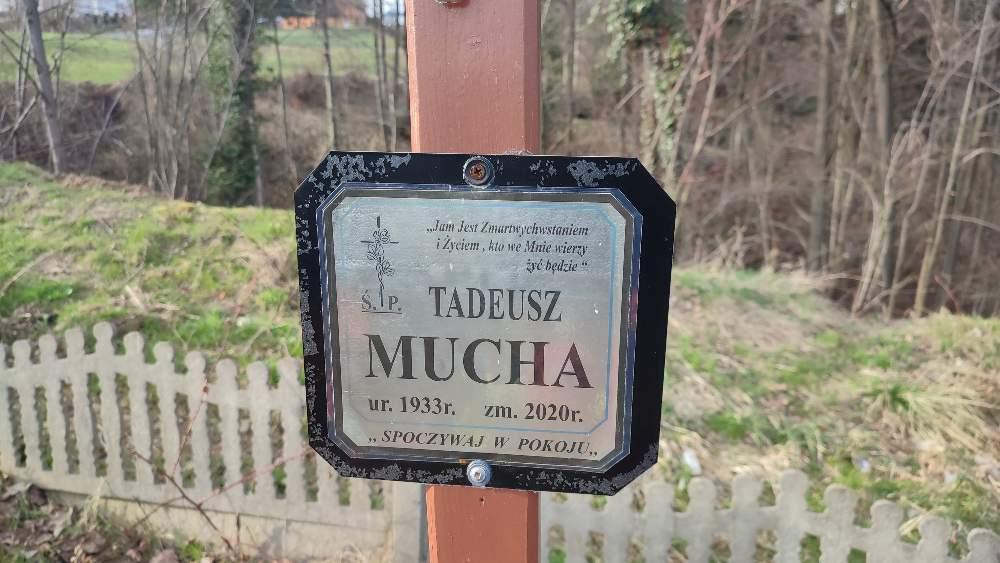 „Jam Jest Zmartwychwstaniem
i Życiem , kto we Mnie wierzy
żyć będzie “
Ś.P. TADEUSZ
MUCHA
ur. 1933r. zm. 2020r.
„ SPOCZYWAJ W POKOJU„